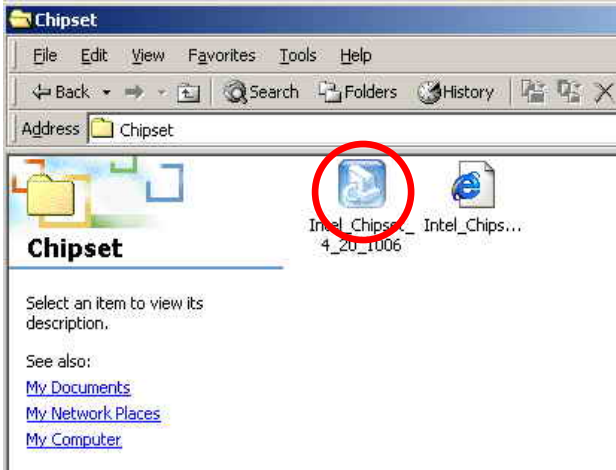 Chipset
File Edit View Favorites Tools Help
Back Search Folders History
Address Chipset
Intel_Chipset_
4_20_1006
Intel_Chips...
Chipset
Select an item to view its
description.
See also:
My Documents
My Network Places
My Computer